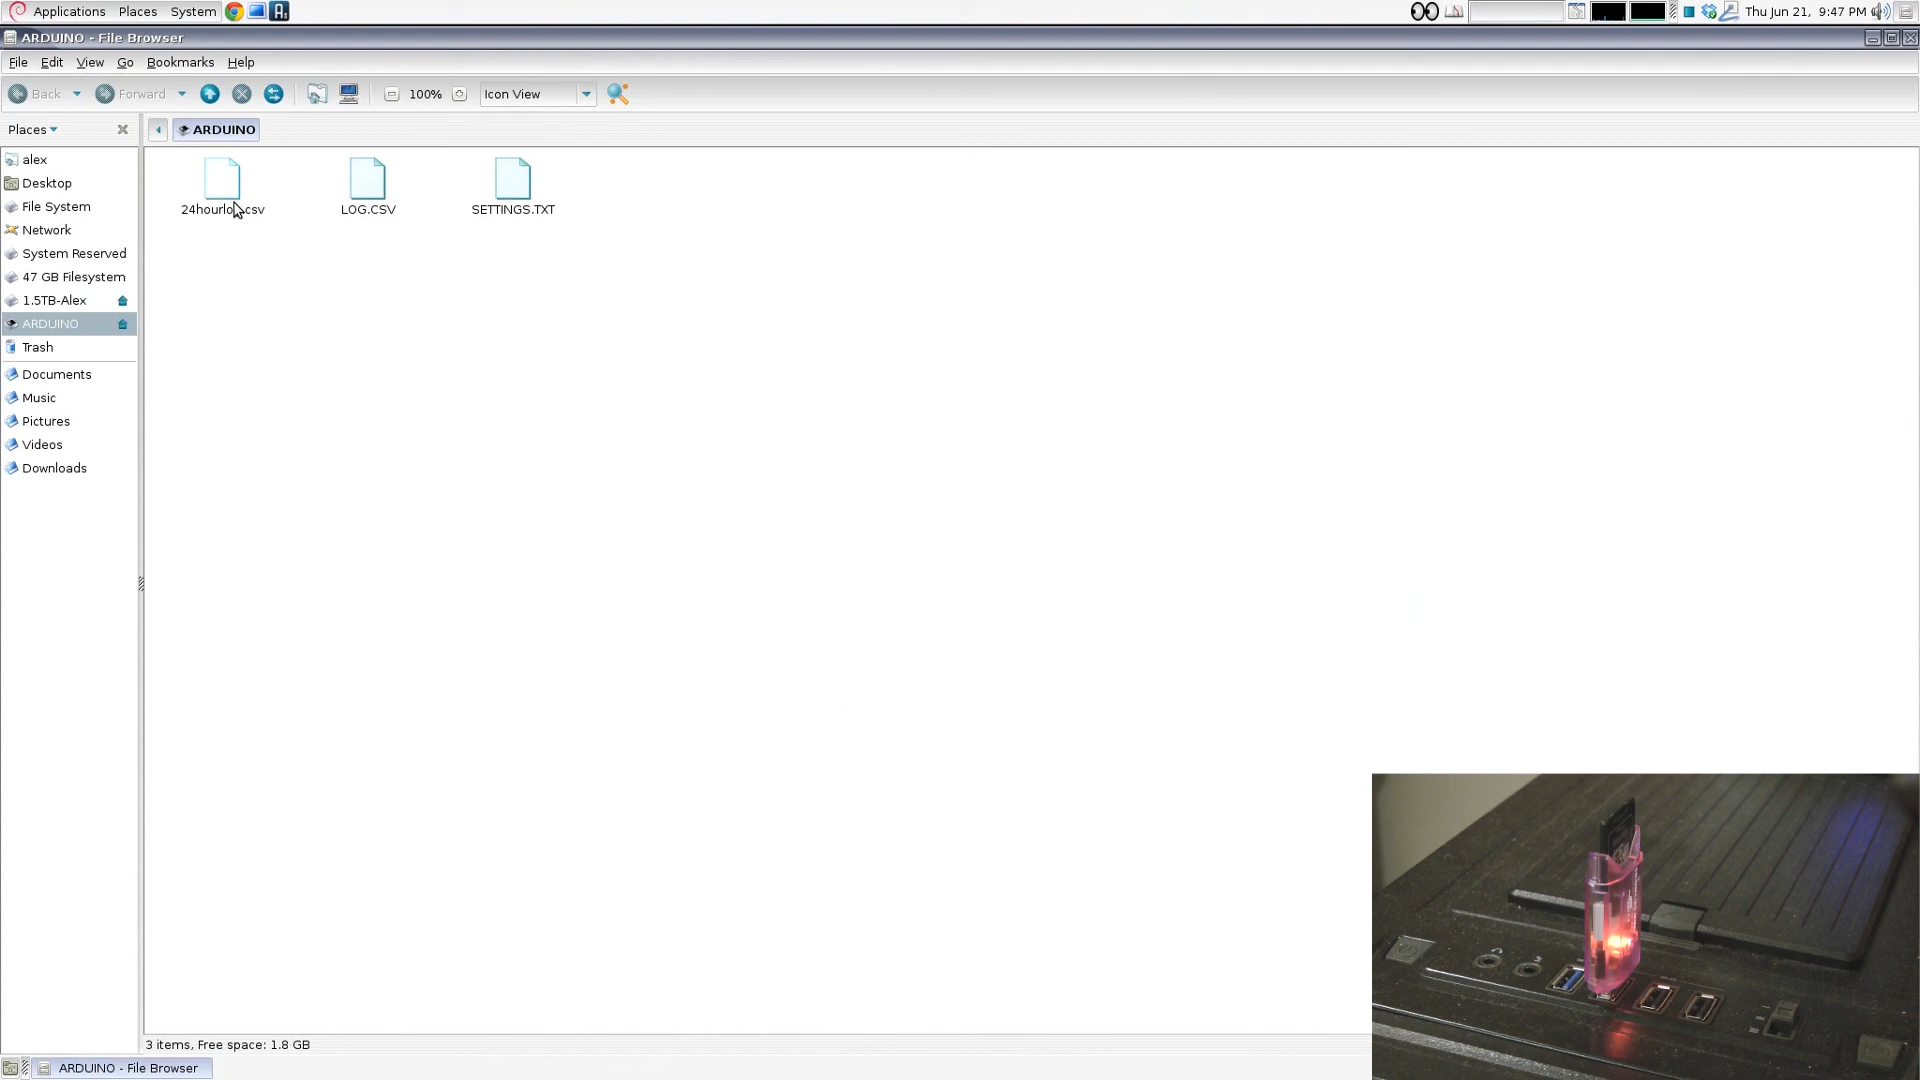 Applications Places System
Thu Jun 21, 9:47 PM
ARDUINO - File Browser
File Edit View Go Bookmarks Help
Back Forward 100% Icon View
Places
ARDUINO
alex
Desktop
File System
Network
System Reserved
47 GB Filesystem
1.5TB-Alex
ARDUINO
Trash
Documents
Music
Pictures
Videos
Downloads
24hourlog.csv
LOG.CSV
SETTINGS.TXT
3 items, Free space: 1.8 GB
ARDUINO - File Browser